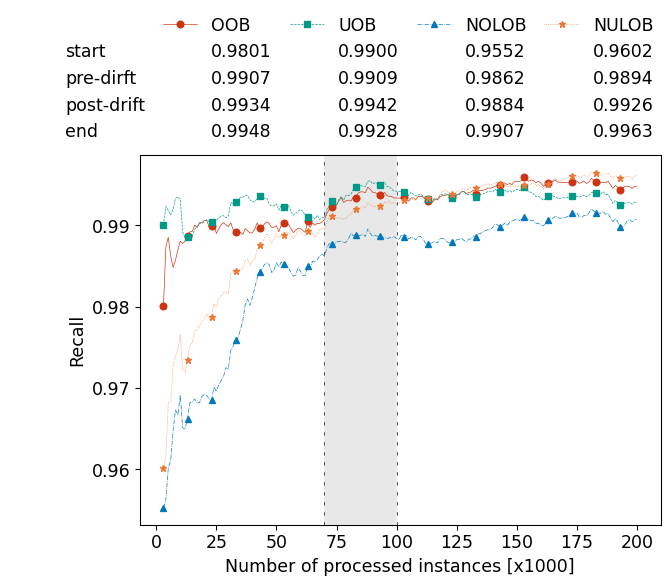 OOB UOB NOLOB NULOB
start 0.9801 0.9900 0.9552 0.9602
pre-dirft 0.9907 0.9909 0.9862 0.9894
post-drift 0.9934 0.9942 0.9884 0.9926
end 0.9948 0.9928 0.9907 0.9963
0.99
0.98
0.97
0.96
Recall
0 25 50 75 100 125 150 175 200
Number of processed instances [x1000]